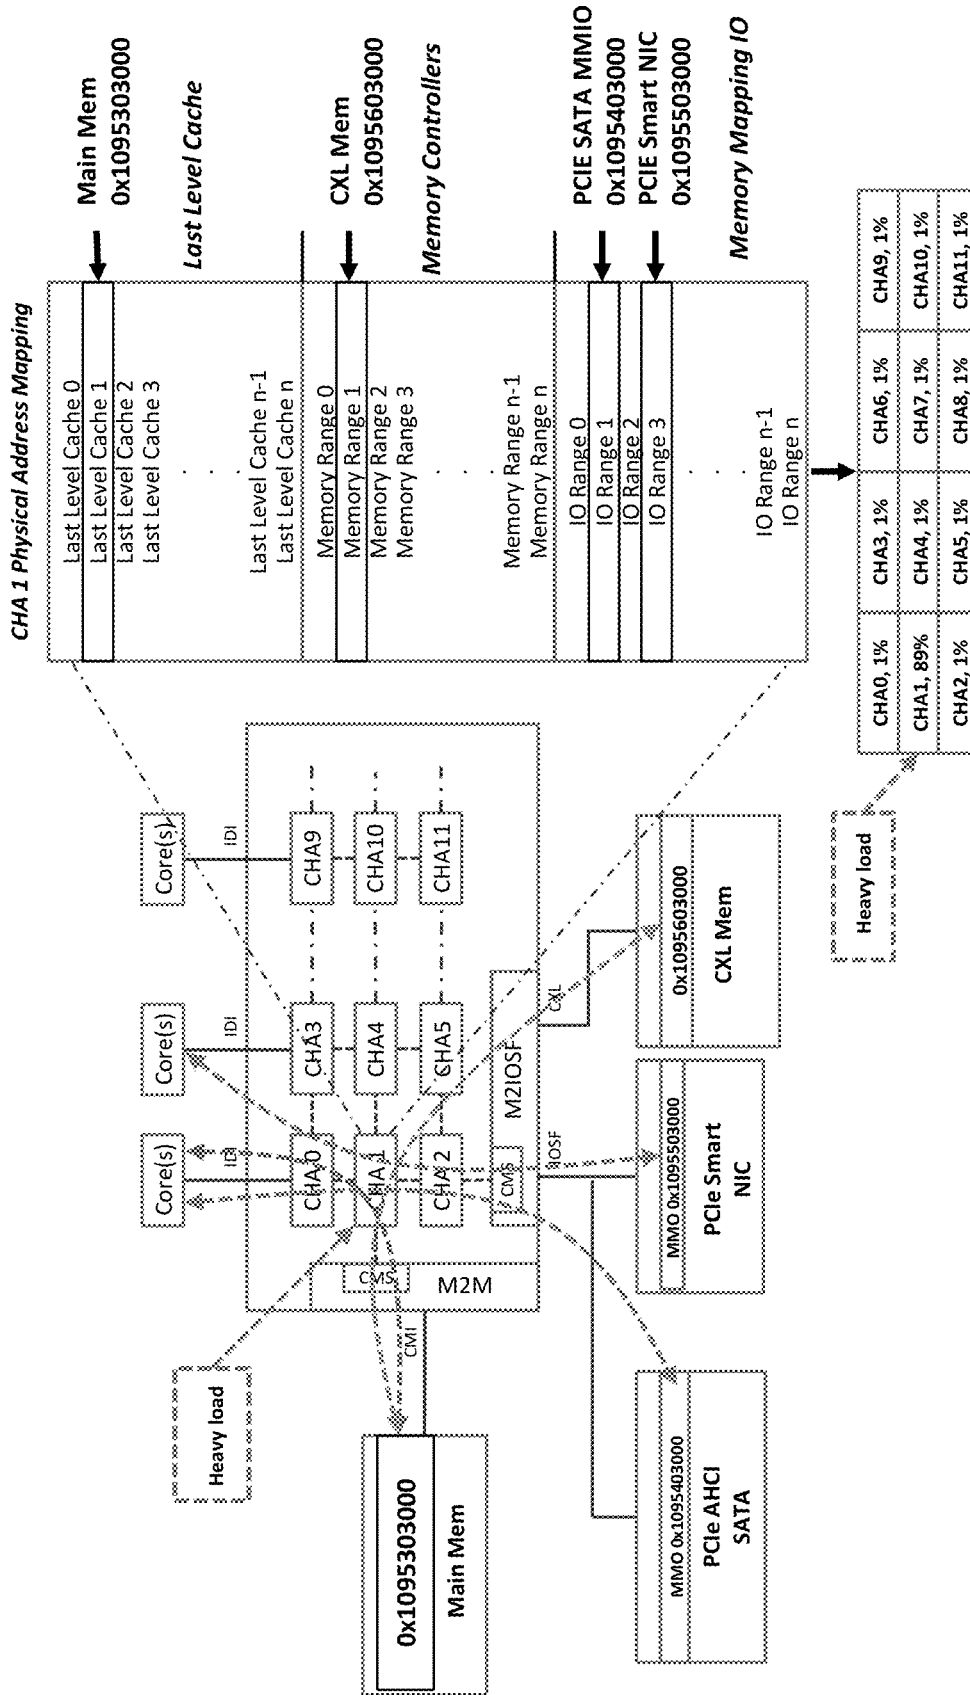 CHA 1 Physical Address Mapping
Last Level Cache 0
Last Level Cache 1
Last Level Cache 2
Last Level Cache 3
Last Level Cache n-1
Last Level Cache n
Memory Range 0
Memory Range 1
Memory Range 2
Memory Range 3
Memory Range n-1
Memory Range n
IO Range 0
IO Range 1
IO Range 2
IO Range 3
IO Range n-1
IO Range n
Main Mem
0x1095303000
Last Level Cache
CXL Mem
0x1095603000
Memory Controllers
PCIE SATA MMIO
0x1095403000
PCIE Smart NIC
0x1095503000
Memory Mapping IO
Heavy load
Core(s)
Core(s)
Core(s)
IDI
IDI
IDI
CHA 0
CHA3
CHA9
CHA 1
CHA4
CHA10
CHA 2
CHA5
CHA11
CMS
M2M
CMS
M2IOSF
CMI
IOSF
CXL
0x1095303000
Main Mem
MMO 0x1095403000
PCIe AHCI
SATA
MMO 0x1095503000
PCIe Smart
NIC
0x1095603000
CXL Mem
Heavy load
CHA0, 1% CHA3, 1% CHA6, 1% CHA9, 1%
CHA1, 89% CHA4, 1% CHA7, 1% CHA10, 1%
CHA2, 1% CHA5, 1% CHA8, 1% CHA11, 1%